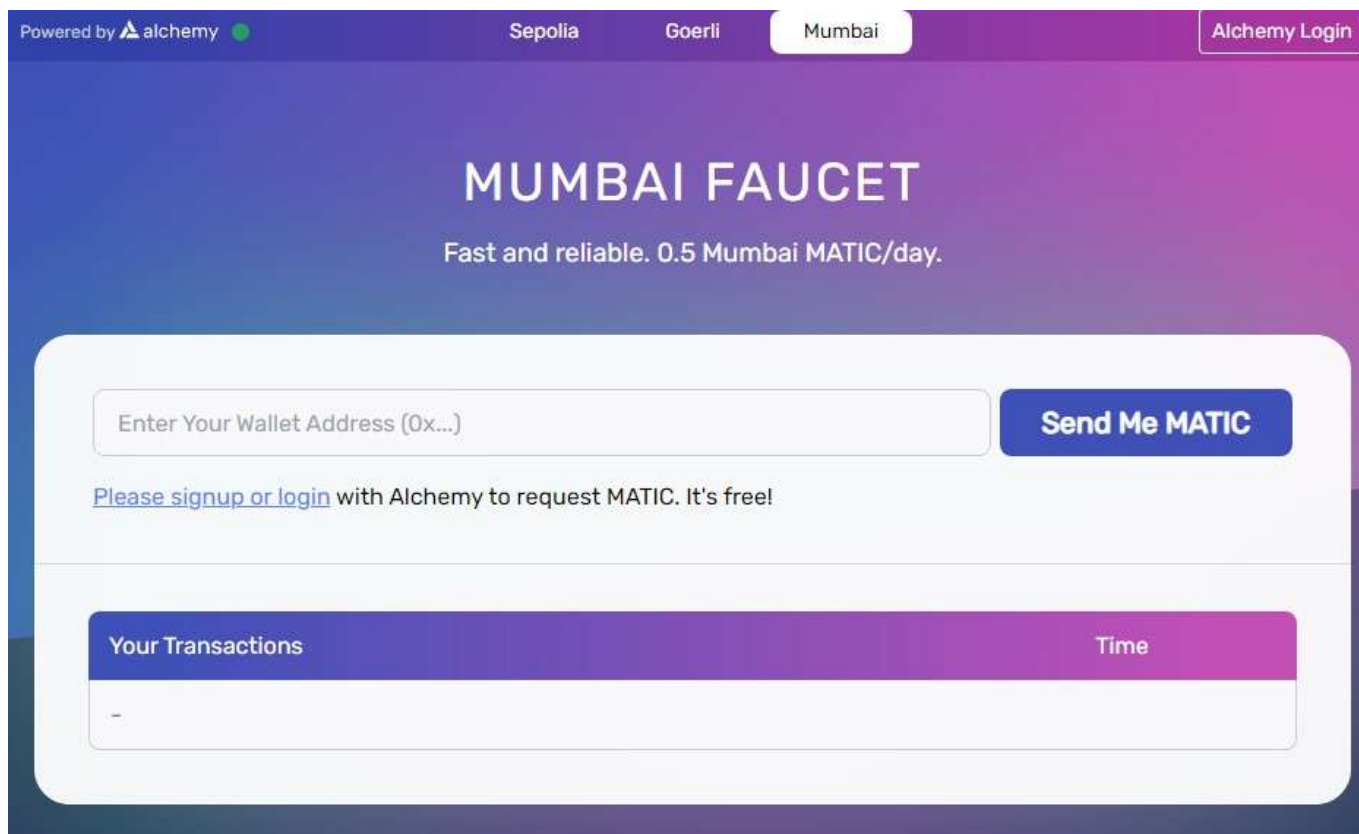 Powered by alchemy
Sepolia
Goerli
Mumbai
Alchemy Login
MUMBAI FAUCET
Fast and reliable. 0.5 Mumbai MATIC/day.
Enter Your Wallet Address (0x...)
Send Me MATIC
Please signup or login with Alchemy to request MATIC. It's free!
Your Transactions
Time
-